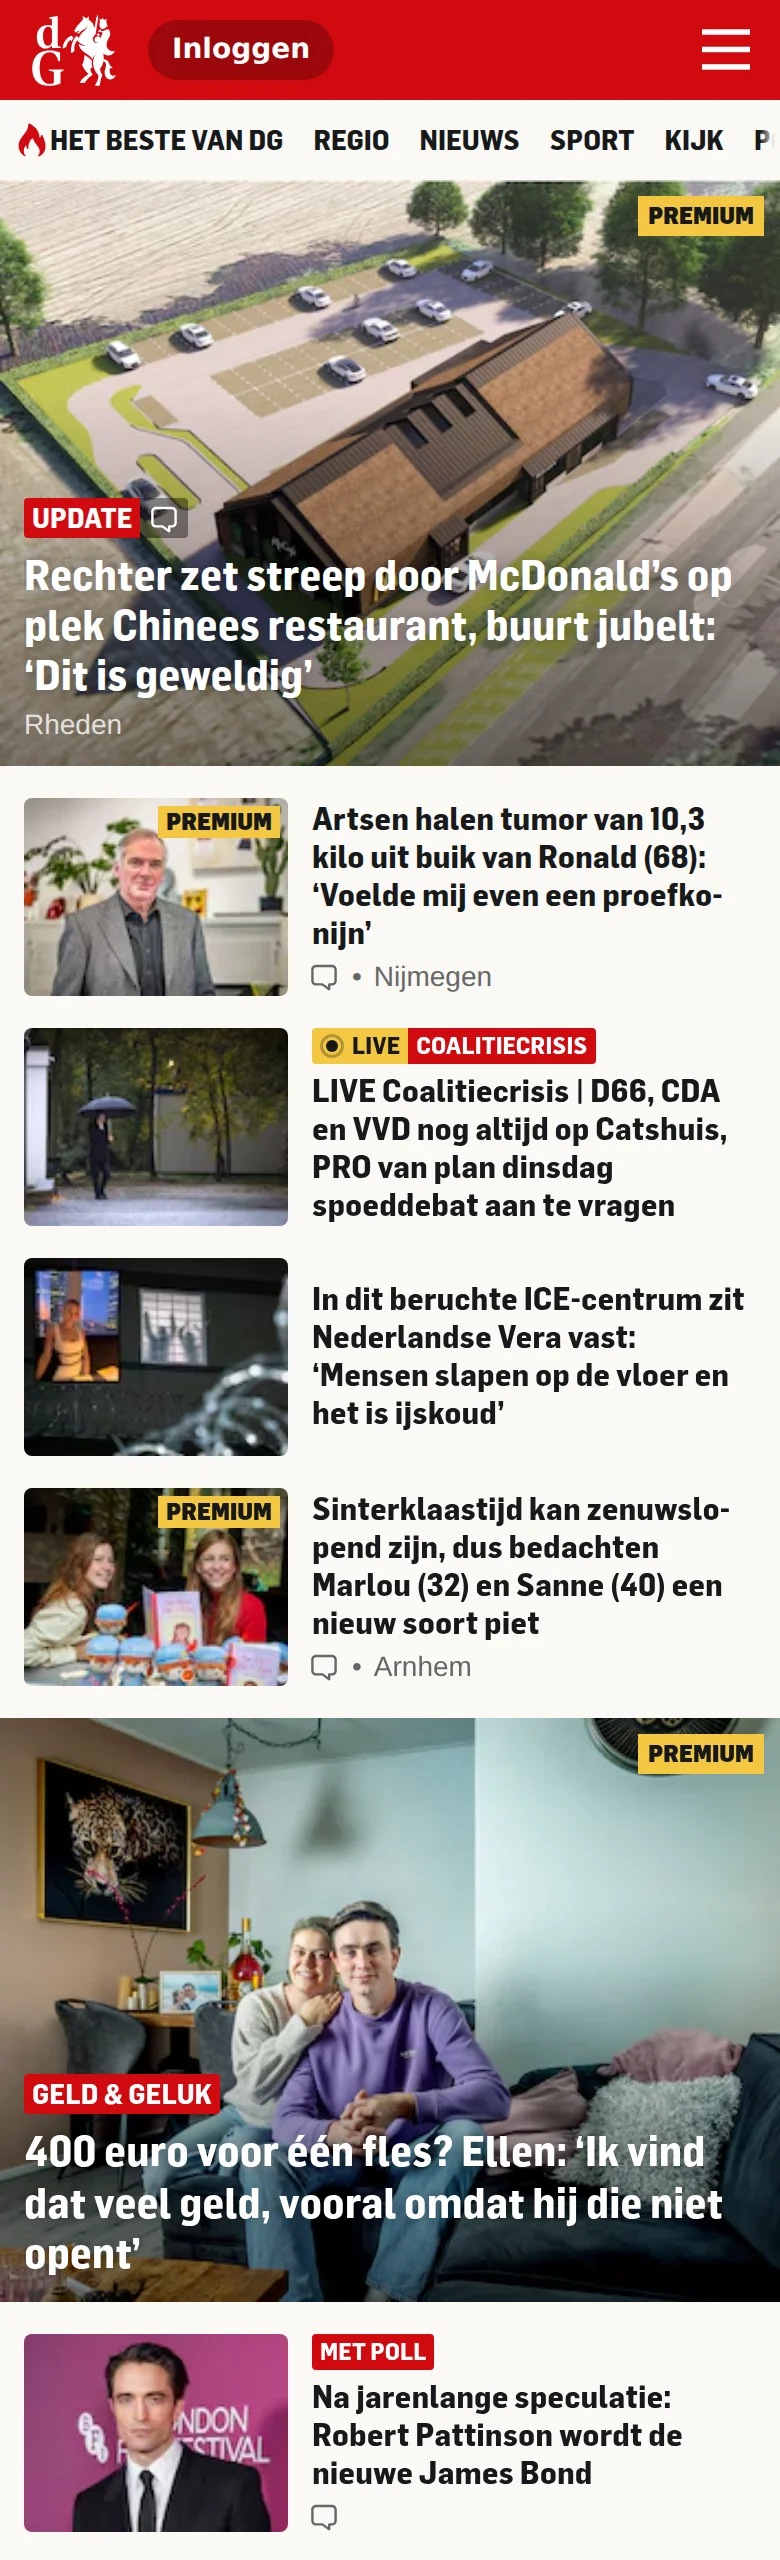 dG
Inloggen
HET BESTE VAN DG REGIO NIEUWS SPORT KIJK
PREMIUM
UPDATE
Rechter zet streep door McDonald’s op
plek Chinees restaurant, buurt jubelt:
‘Dit is geweldig’
Rheden
PREMIUM
Artsen halen tumor van 10,3
kilo uit buik van Ronald (68):
‘Voelde mij even een proefko-
nijn’
• Nijmegen
LIVE COALITIECRISIS
LIVE Coalitiecrisis | D66, CDA
en VVD nog altijd op Catshuis,
PRO van plan dinsdag
spoeddebat aan te vragen
In dit beruchte ICE-centrum zit
Nederlandse Vera vast:
‘Mensen slapen op de vloer en
het is ijskoud’
PREMIUM
Sinterklaastijd kan zenuwslo-
pend zijn, dus bedachten
Marlou (32) en Sanne (40) een
nieuw soort piet
• Arnhem
PREMIUM
GELD & GELUK
400 euro voor één fles? Ellen: ‘Ik vind
dat veel geld, vooral omdat hij die niet
opent’
BFI
MET POLL
Na jarenlange speculatie:
Robert Pattinson wordt de
nieuwe James Bond